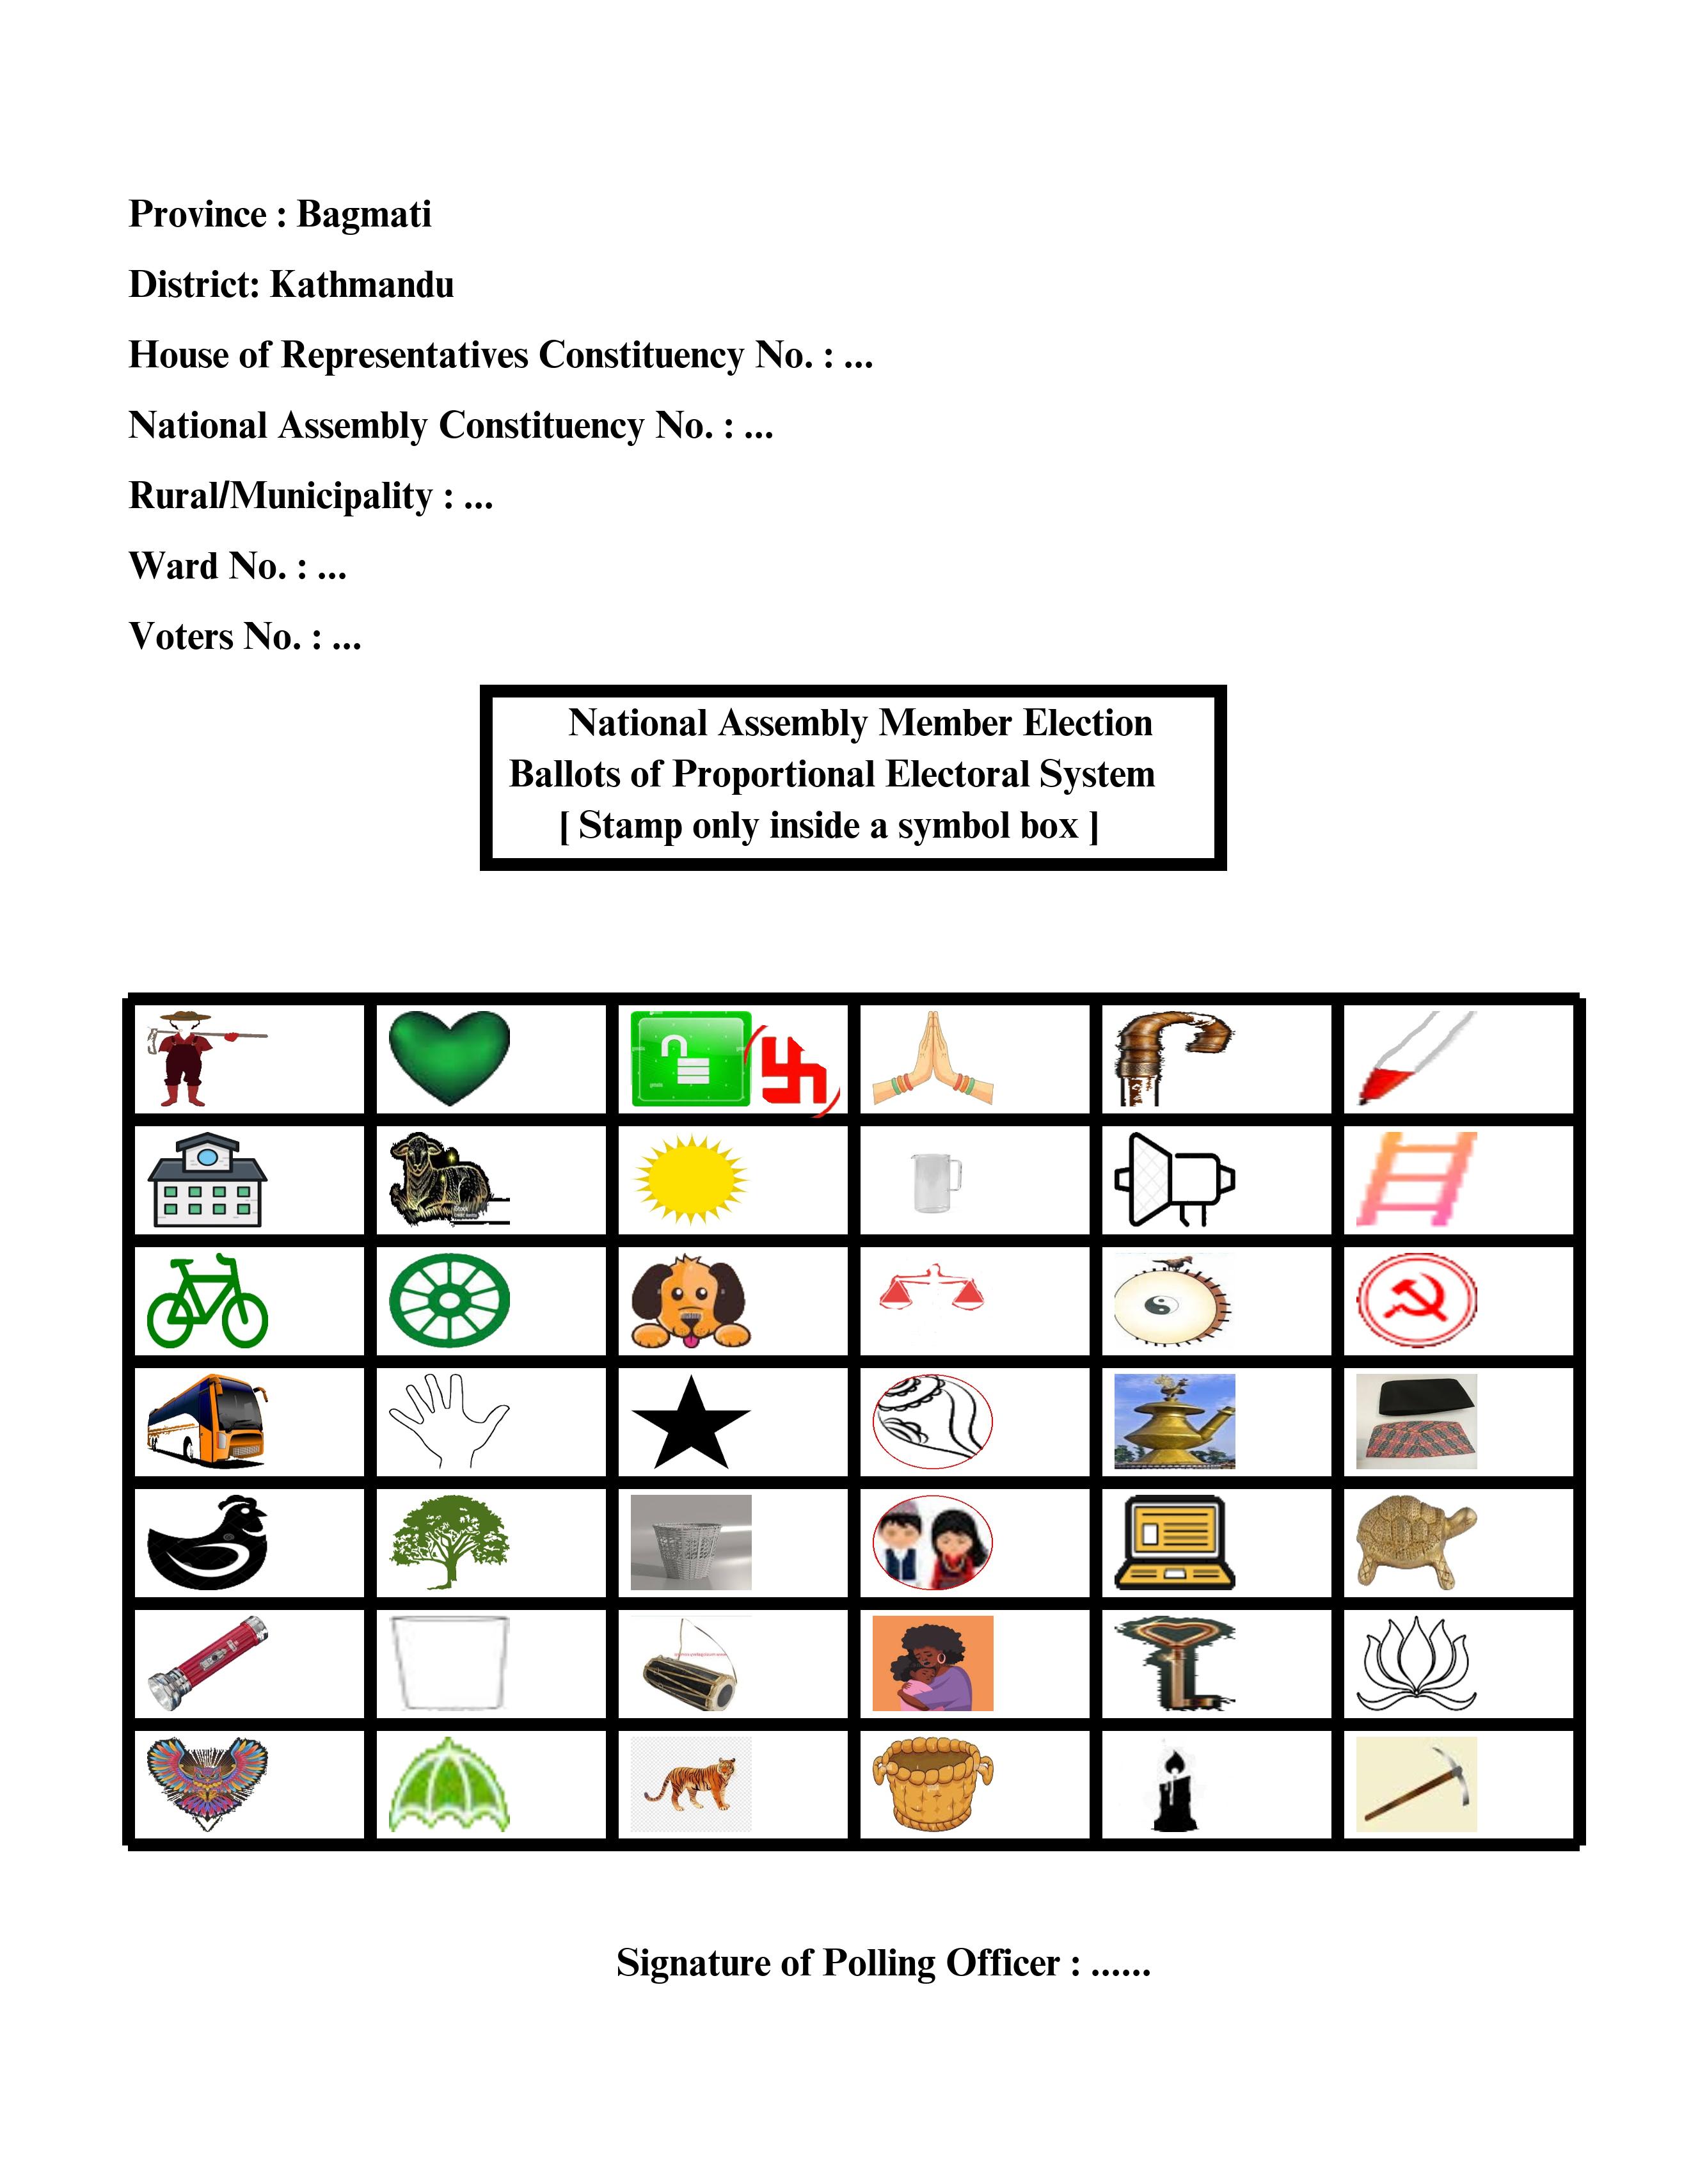 Province : Bagmati
District: Kathmandu
House of Representatives Constituency No. : ...
National Assembly Constituency No. : ...
Rural/Municipality : ...
Ward No. : ...
Voters No. : ...
National Assembly Member Election
Ballots of Proportional Electoral System
[ Stamp only inside a symbol box ]
Signature of Polling Officer : ......